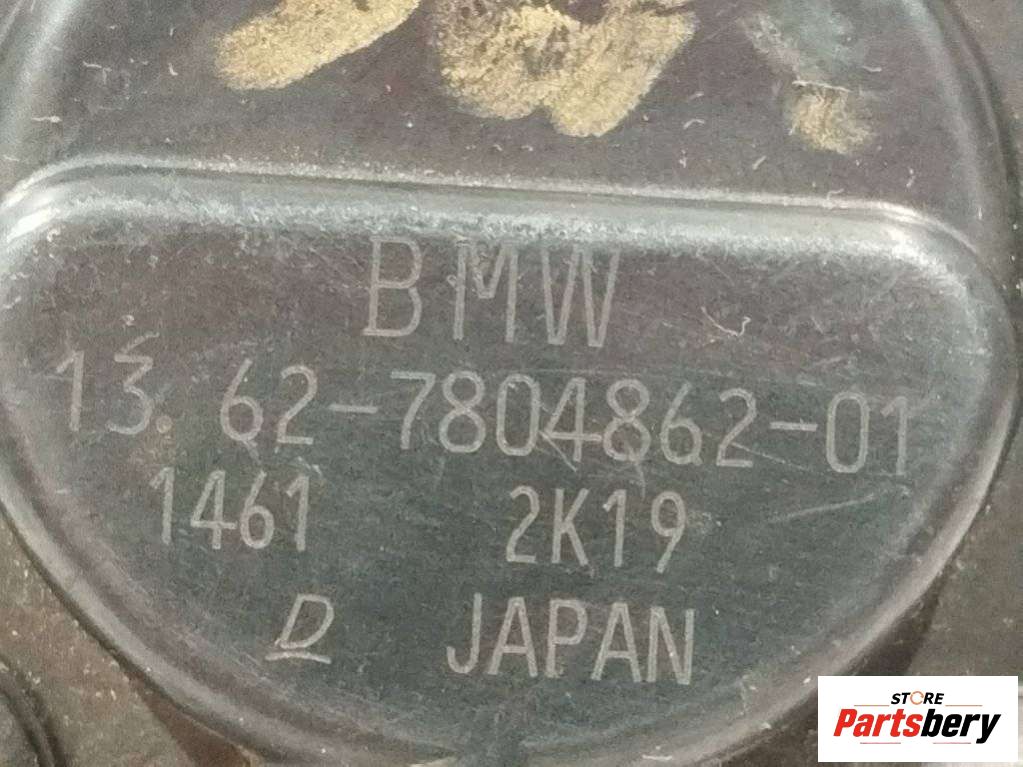 BMW
13.62-7804862-01
1461 2K19
D JAPAN
STORE
Partsbery